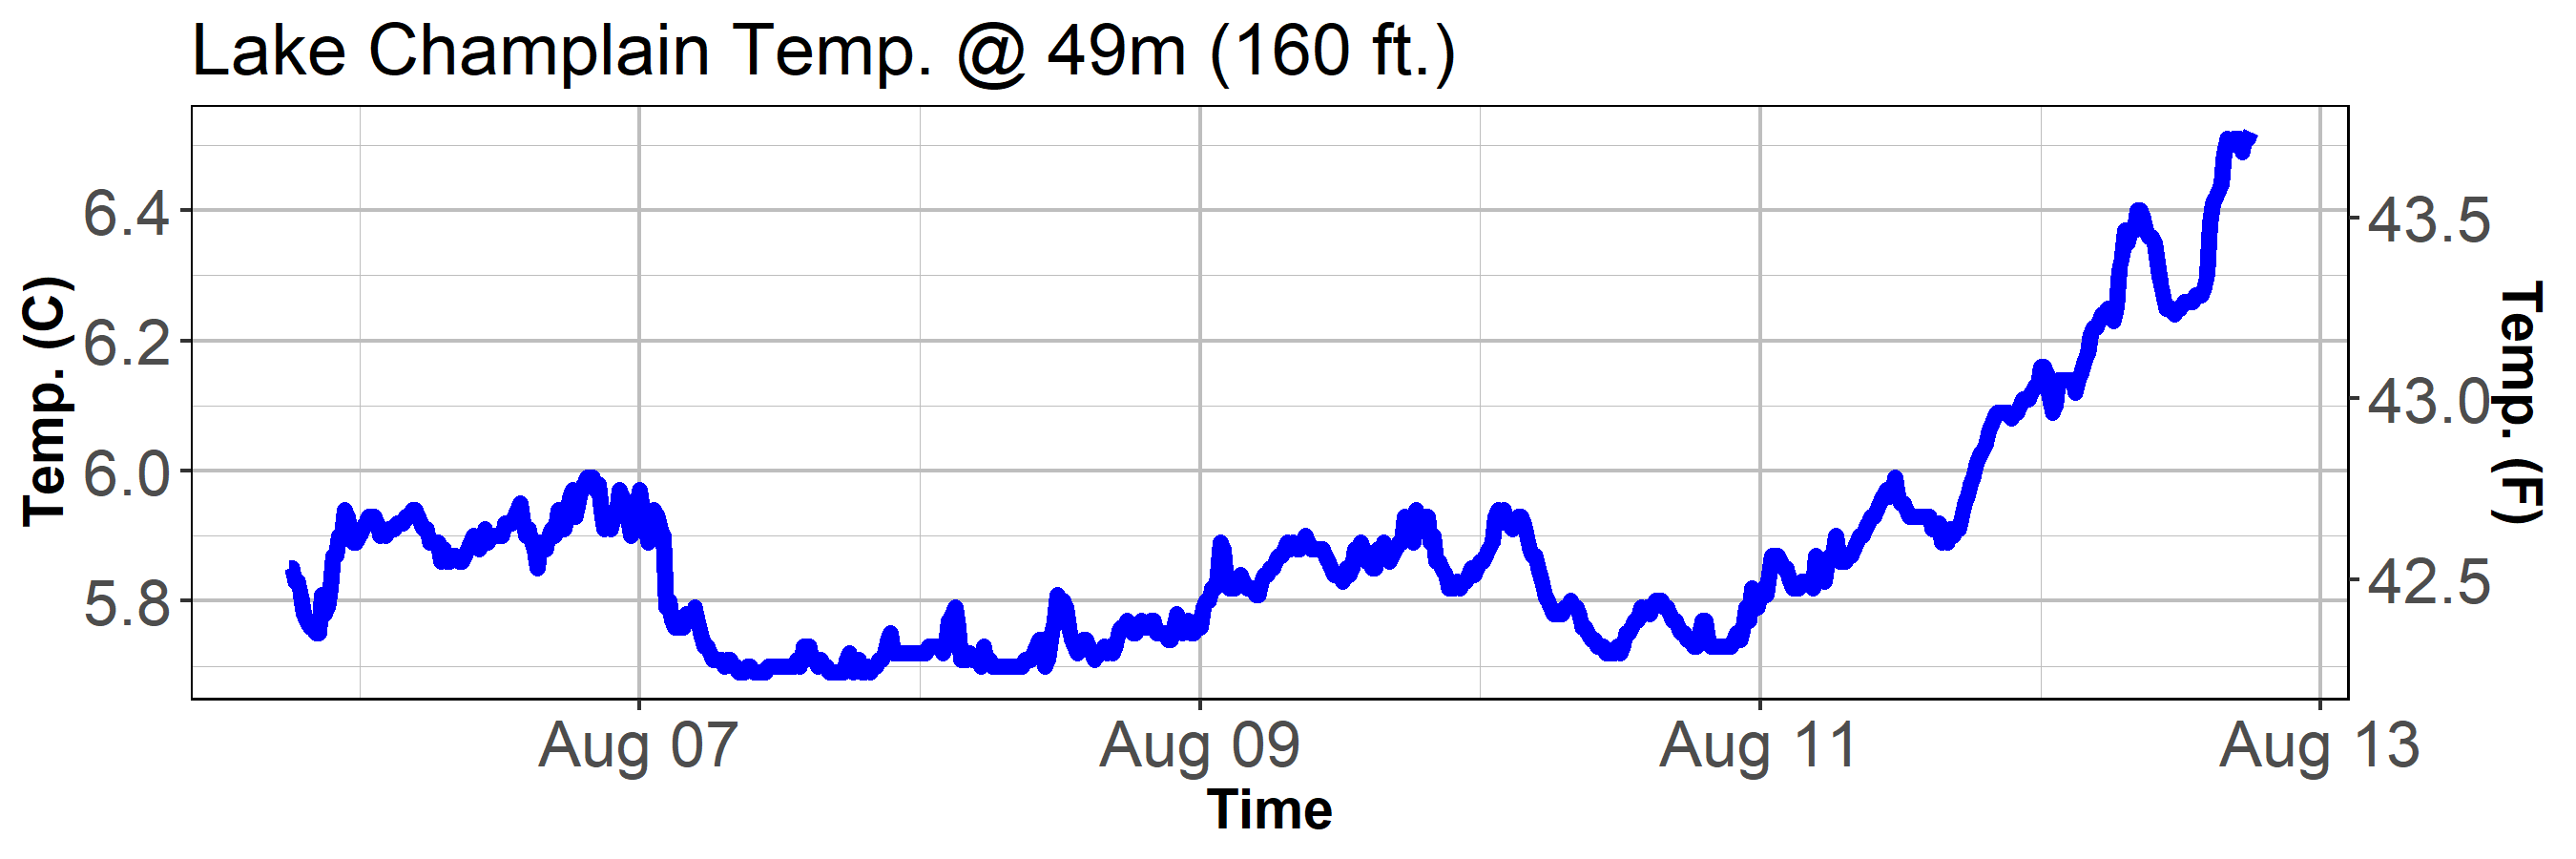 Lake Champlain Temp. @ 49m (160 ft.)
Temp. (C)
6.4
6.2
6.0
5.8
43.5
43.0
42.5
Temp. (F)
Aug 07
Aug 09
Aug 11
Aug 13
Time